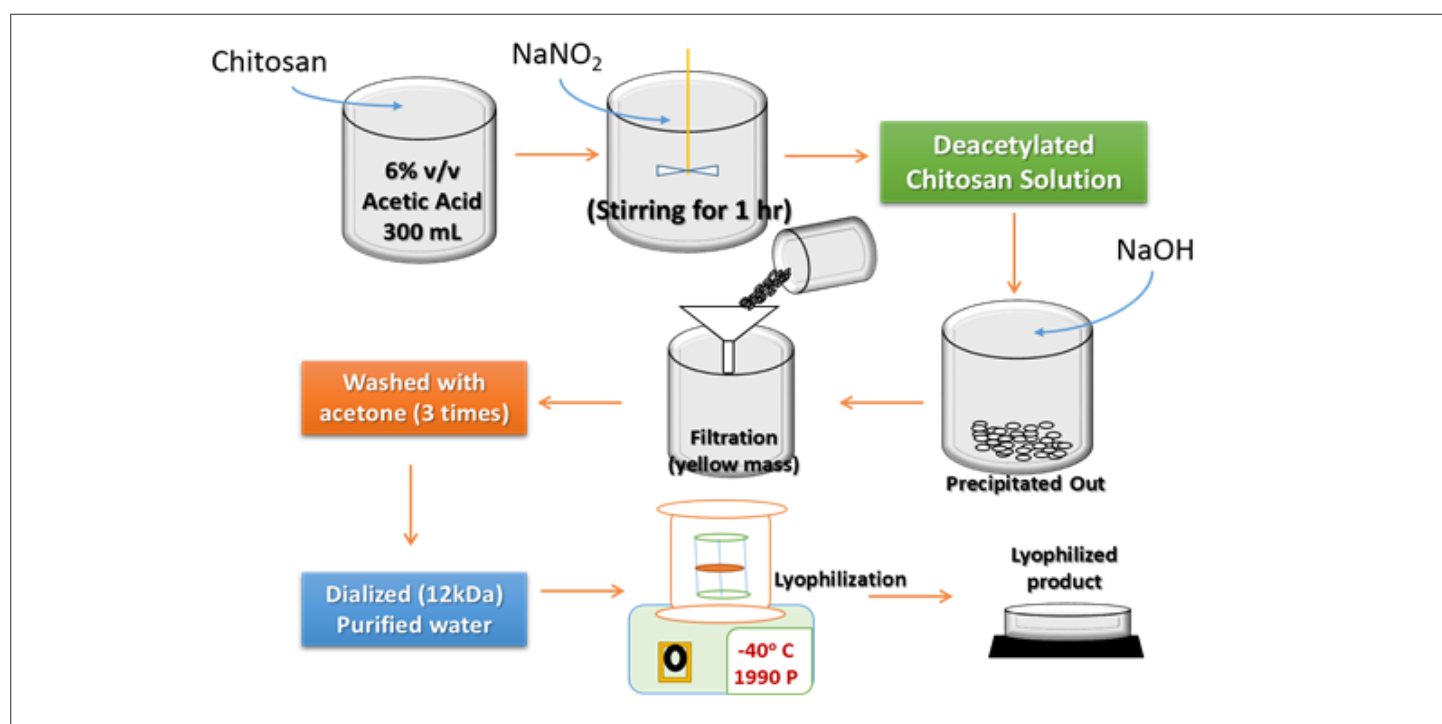 Chitosan
6% v/v
Acetic Acid
300 mL
NaNO₂
(Stirring for 1 hr)
Deacetylated
Chitosan Solution
NaOH
Precipitated Out
Filtration
(yellow mass)
Washed with
acetone (3 times)
Dialized (12kDa)
Purified water
-40° C
1990 P
Lyophilization
Lyophilized
product